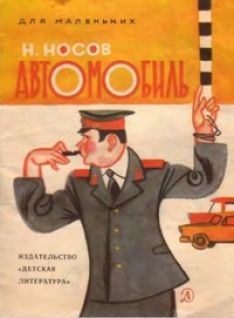 ДЛЯ МАЛЕНЬКИХ
Н. НОСОВ
АВТОМОБИЛЬ
ИЗДАТЕЛЬСТВО
«ДЕТСКАЯ
ЛИТЕРАТУРА»
Д